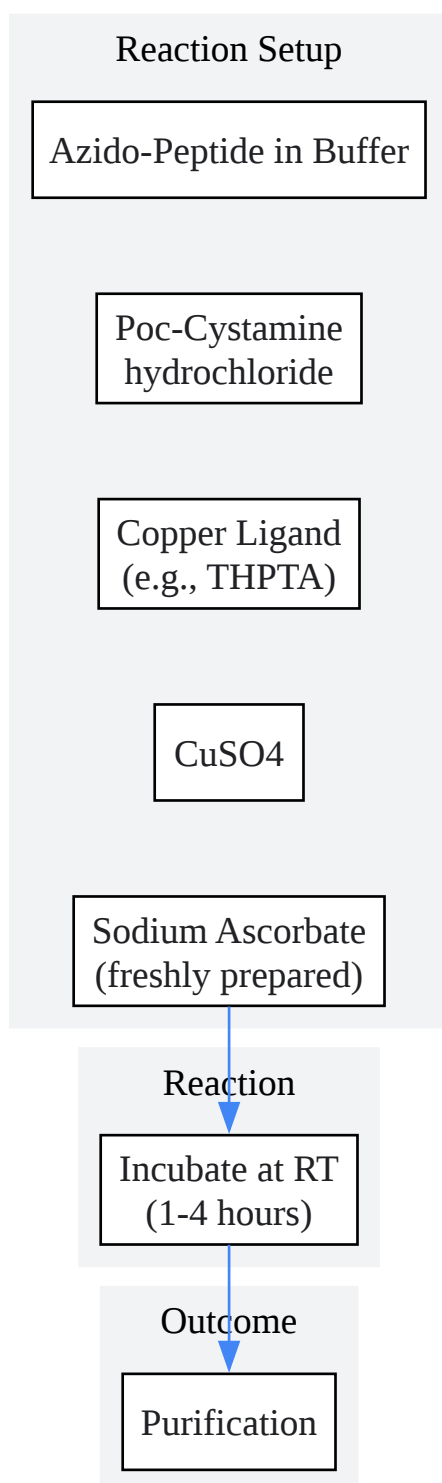 Reaction Setup
Azido-Peptide in Buffer
Poc-Cystamine
hydrochloride
Copper Ligand
(e.g., THPTA)
CuSO4
Sodium Ascorbate
(freshly prepared)
Reaction
Incubate at RT
(1-4 hours)
Outcome
Purification